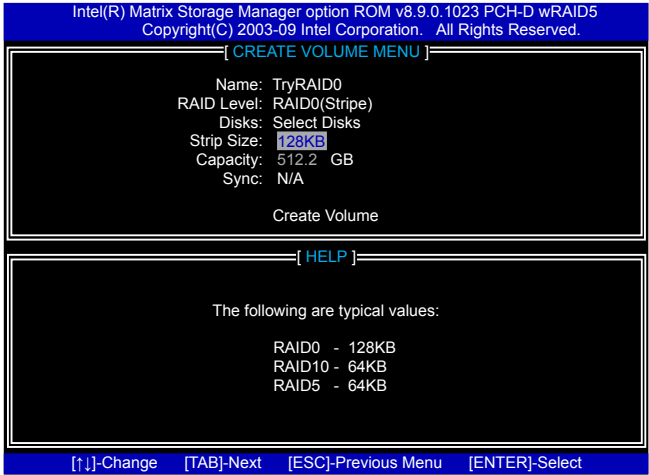 Intel(R) Matrix Storage Manager option ROM v8.9.0.1023 PCH-D wRAID5
Copyright(C) 2003-09 Intel Corporation. All Rights Reserved.
[ CREATE VOLUME MENU ]
Name: TryRAID0
RAID Level: RAID0(Stripe)
Disks: Select Disks
Strip Size: 128KB
Capacity: 512.2 GB
Sync: N/A
Create Volume
[ HELP ]
The following are typical values:
RAID0 - 128KB
RAID10 - 64KB
RAID5 - 64KB
[↑↓]-Change [TAB]-Next [ESC]-Previous Menu [ENTER]-Select